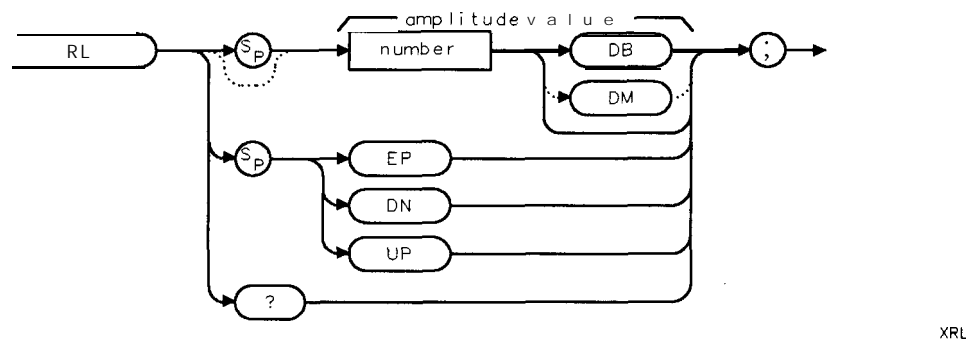 amplitude value
RL
SP
number
DB
;
DM
SP
EP
DN
UP
?
XRL